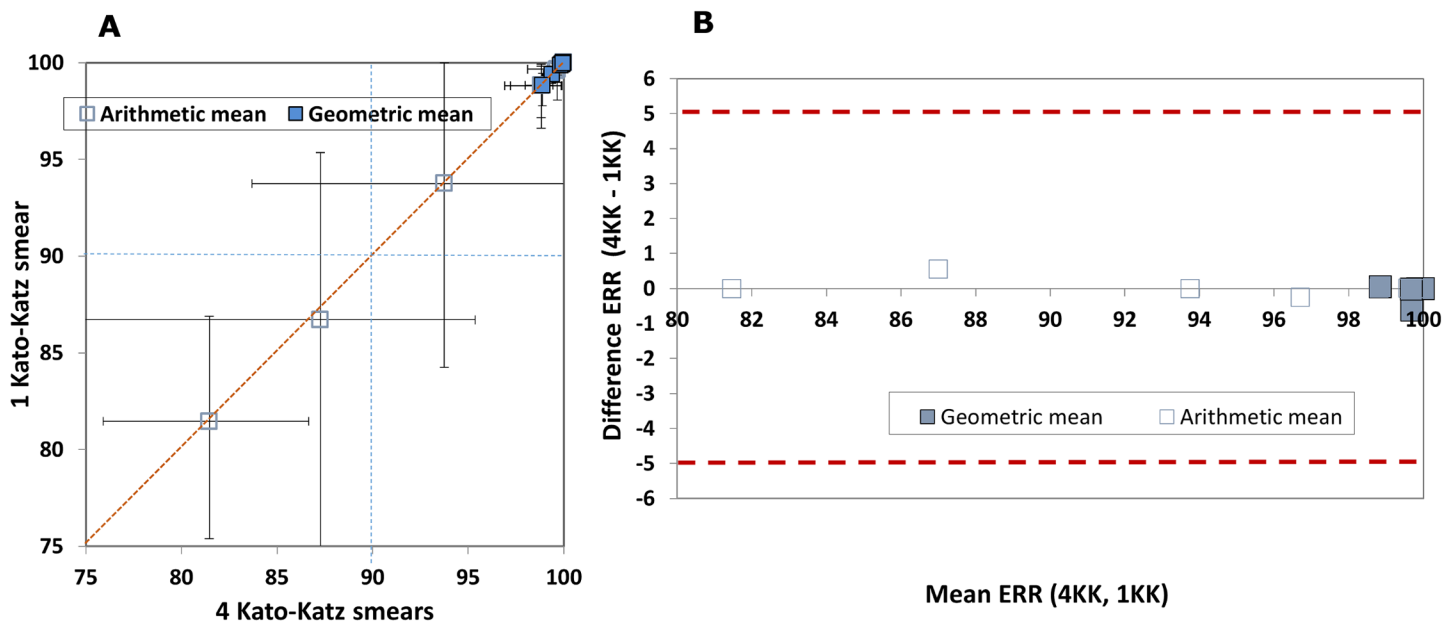 A
100
95
90
85
80
75
75 80 85 90 95 100
1 Kato-Katz smear
4 Kato-Katz smears
Arithmetic mean Geometric mean
B
6
5
4
3
2
1
0
-1
-2
-3
-4
-5
-6
80 82 84 86 88 90 92 94 96 98 100
Difference ERR (4KK - 1KK)
Geometric mean Arithmetic mean
Mean ERR (4KK, 1KK)